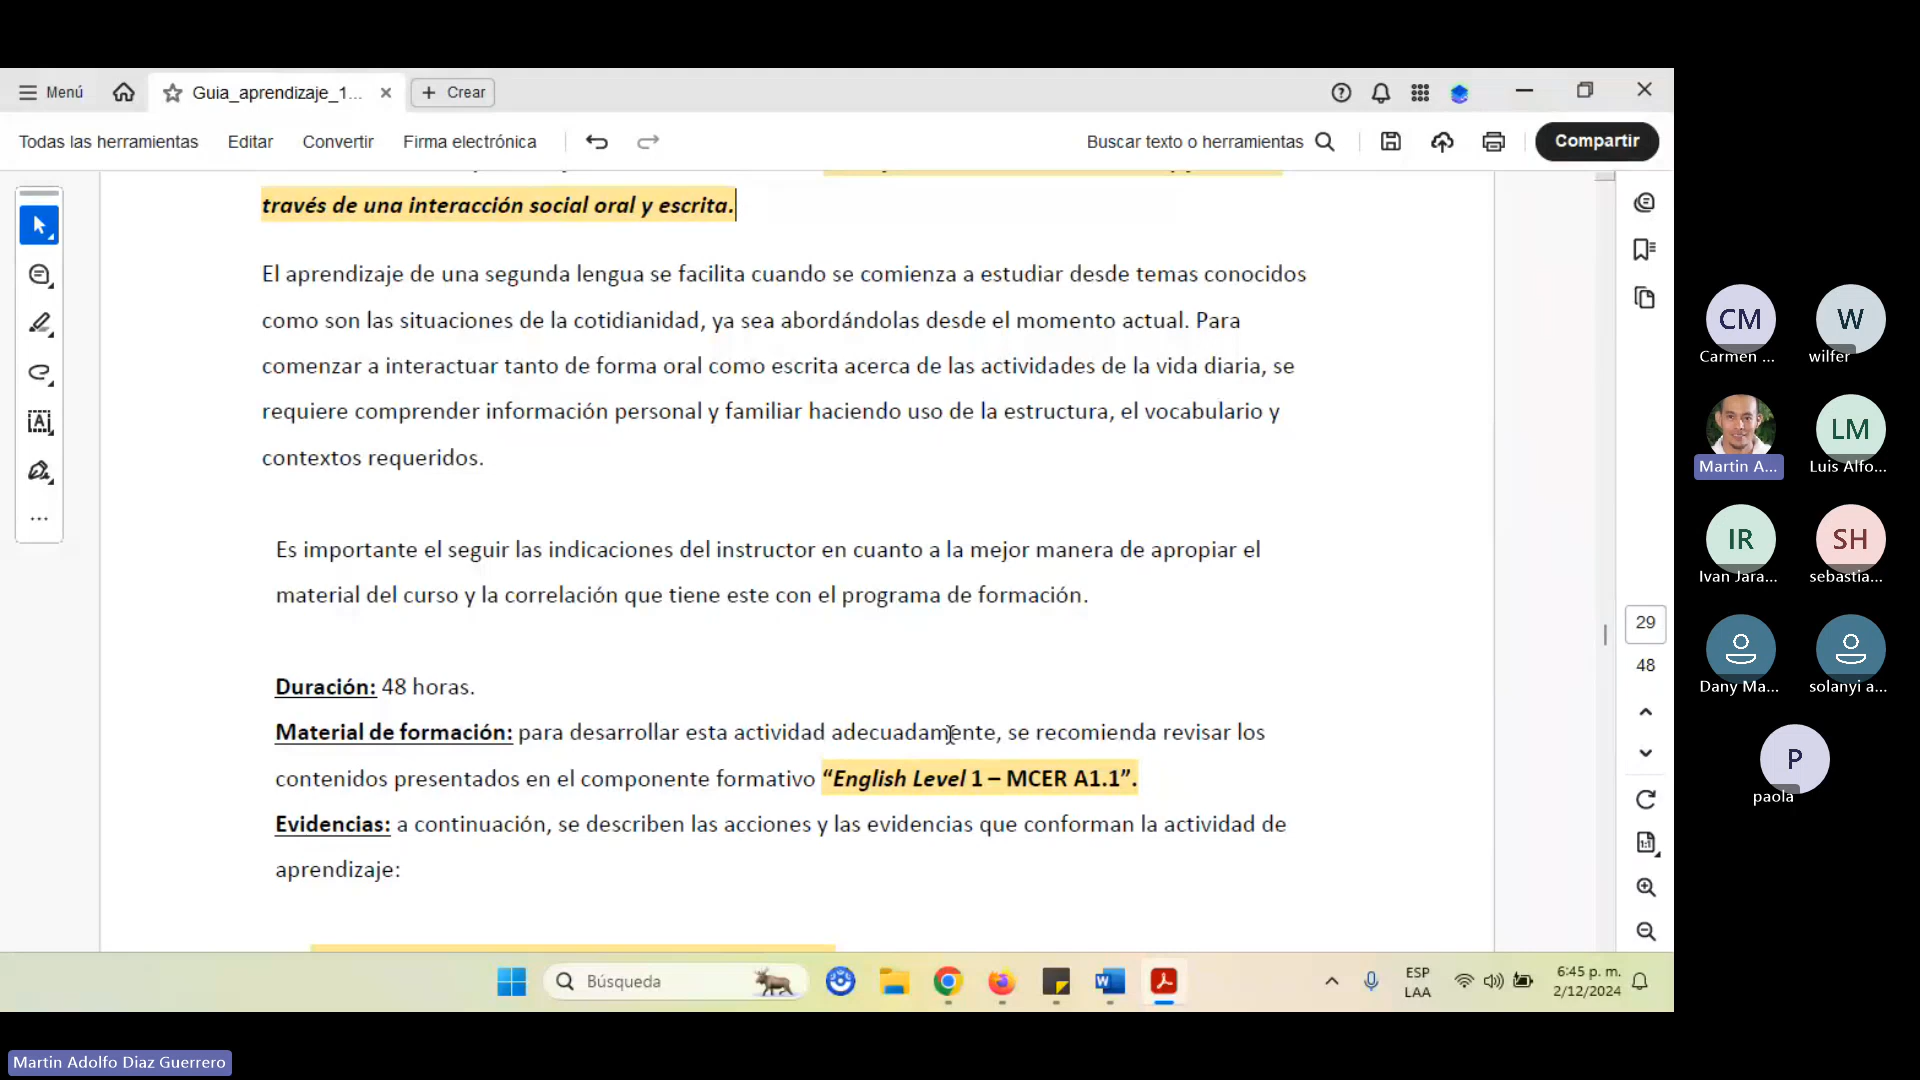 Menú
Guia_aprendizaje_1...
Crear
Todas las herramientas
Editar
Convertir
Firma electrónica
Buscar texto o herramientas
Compartir
través de una interacción social oral y escrita.
El aprendizaje de una segunda lengua se facilita cuando se comienza a estudiar desde temas conocidos
como son las situaciones de la cotidianidad, ya sea abordándolas desde el momento actual. Para
comenzar a interactuar tanto de forma oral como escrita acerca de las actividades de la vida diaria, se
requiere comprender información personal y familiar haciendo uso de la estructura, el vocabulario y
contextos requeridos.
Es importante el seguir las indicaciones del instructor en cuanto a la mejor manera de apropiar el
material del curso y la correlación que tiene este con el programa de formación.
Duración: 48 horas.
Material de formación: para desarrollar esta actividad adecuadamente, se recomienda revisar los
contenidos presentados en el componente formativo “English Level 1 – MCER A1.1”.
Evidencias: a continuación, se describen las acciones y las evidencias que conforman la actividad de
aprendizaje:
29
48
1:1
Búsqueda
ESP
LAA
6:45 p. m.
2/12/2024
CM
Carmen ...
W
wilfer
Martin A...
LM
Luis Alfo...
IR
Ivan Jara...
SH
sebastia...
Dany Ma...
solanyi a...
P
paola
Martin Adolfo Diaz Guerrero